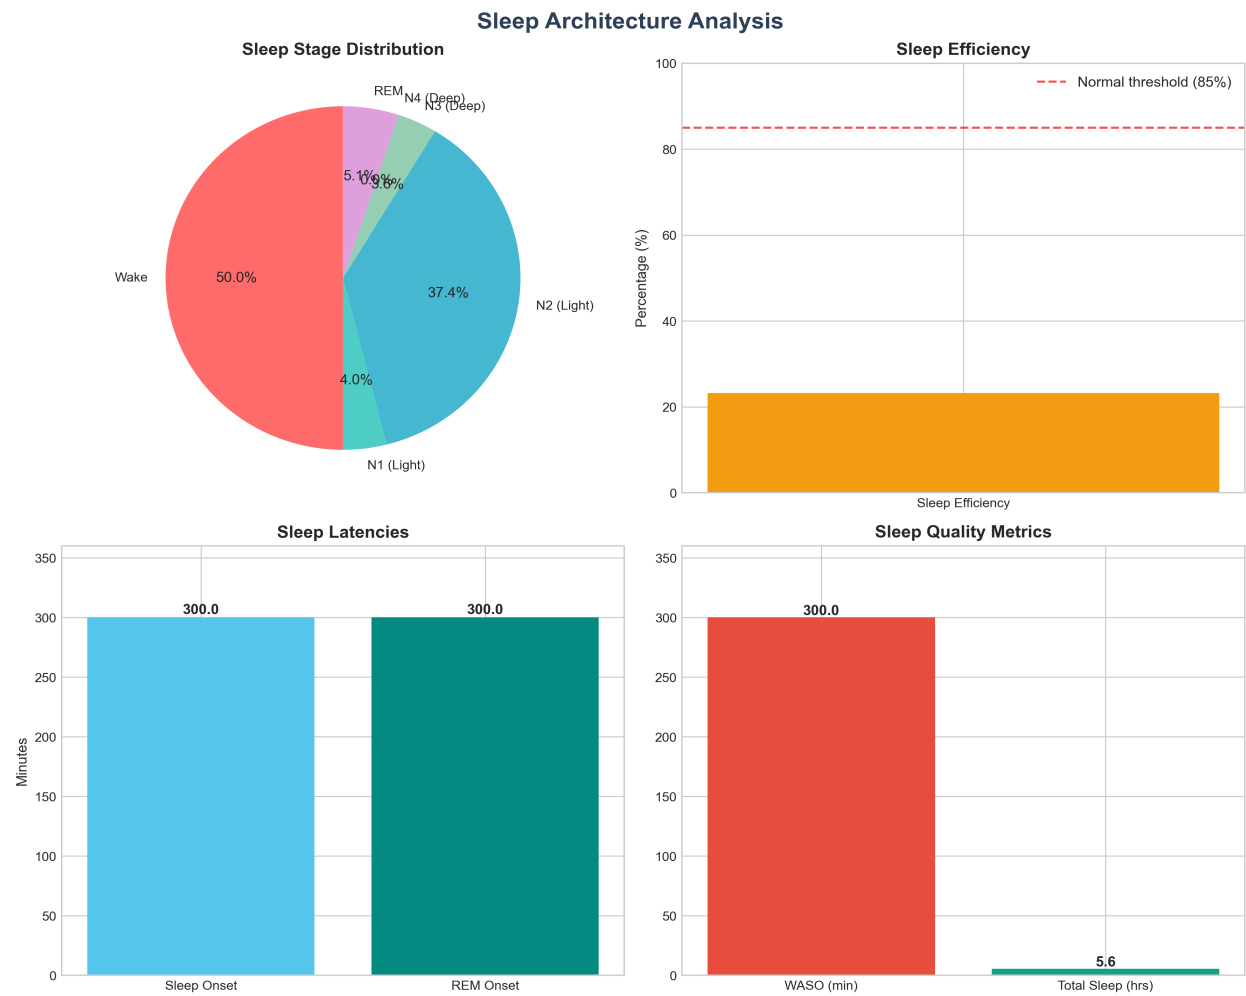 Sleep Architecture Analysis
Sleep Stage Distribution
REM
N4 (Deep)
N3 (Deep)
5.1%
0.0%
3.6%
Wake
50.0%
37.4%
N2 (Light)
4.0%
N1 (Light)
Sleep Efficiency
Normal threshold (85%)
Percentage (%)
100
80
60
40
20
0
Sleep Efficiency
Sleep Latencies
Minutes
350
300
250
200
150
100
50
0
300.0
300.0
Sleep Onset
REM Onset
Sleep Quality Metrics
350
300
250
200
150
100
50
0
300.0
5.6
WASO (min)
Total Sleep (hrs)